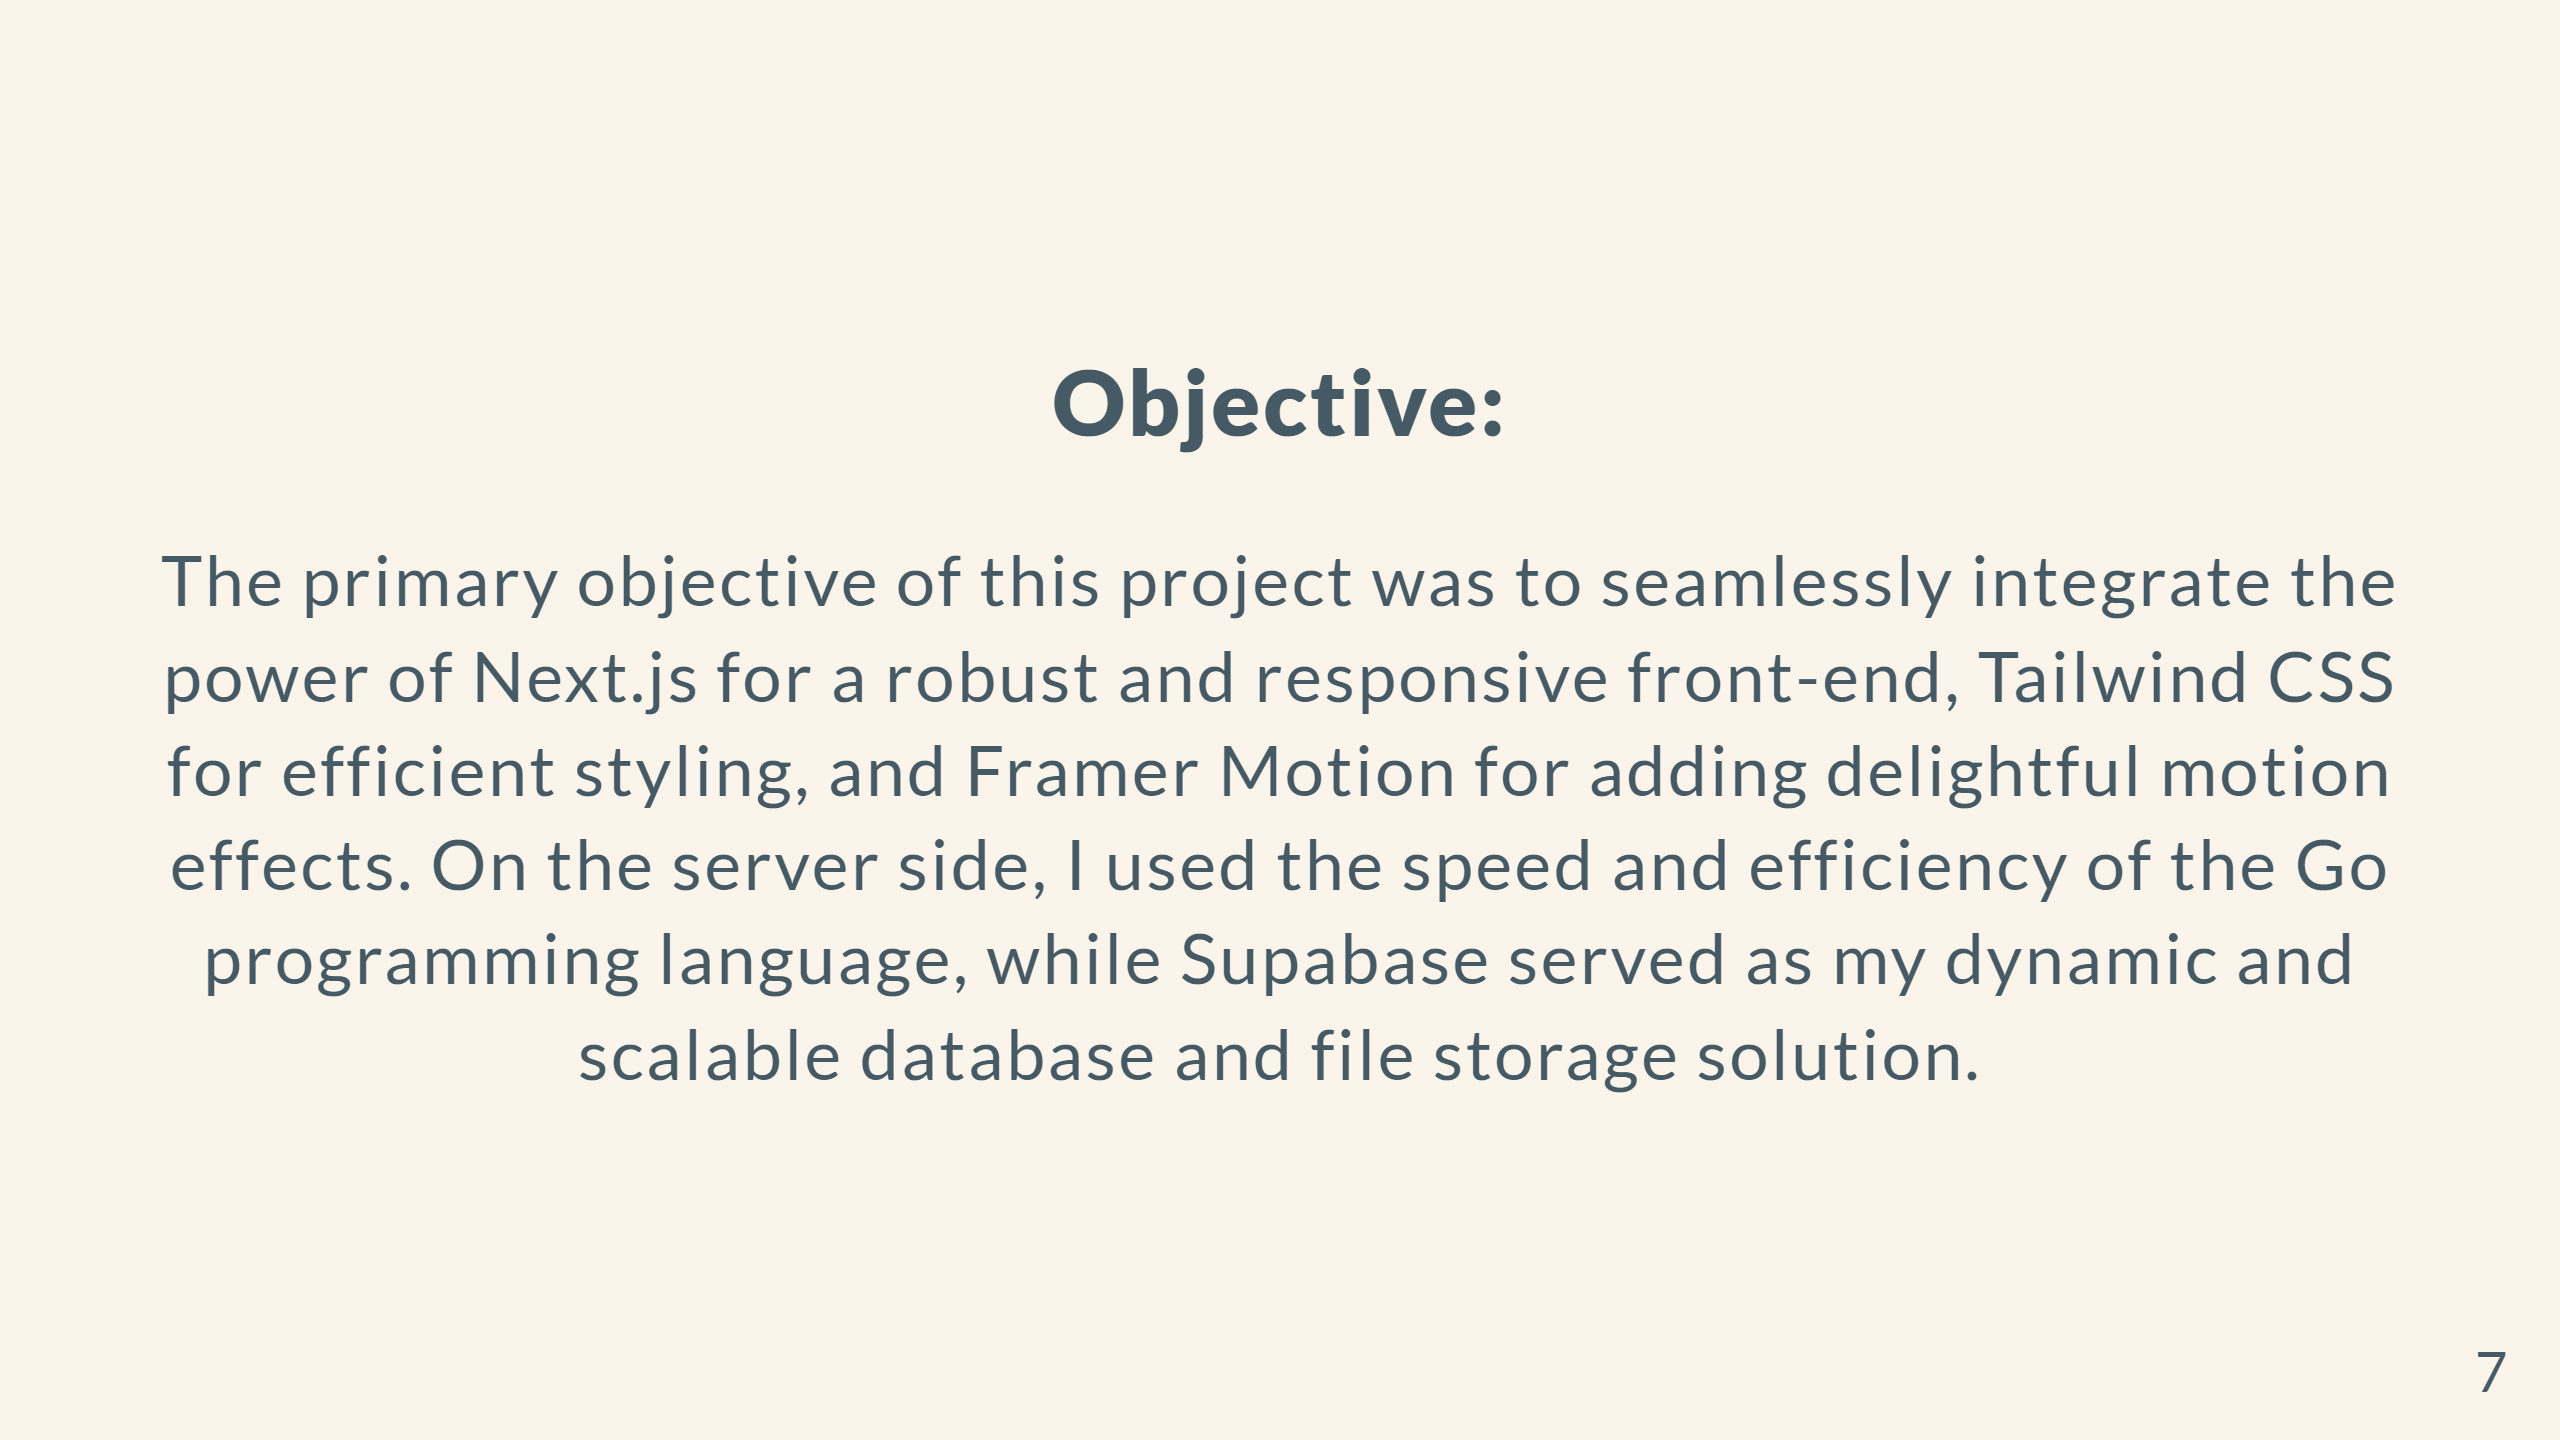 Objective:
The primary objective of this project was to seamlessly integrate the
power of Next.js for a robust and responsive front-end, Tailwind CSS
for efficient styling, and Framer Motion for adding delightful motion
effects. On the server side, I used the speed and efficiency of the Go
programming language, while Supabase served as my dynamic and
scalable database and file storage solution.
7